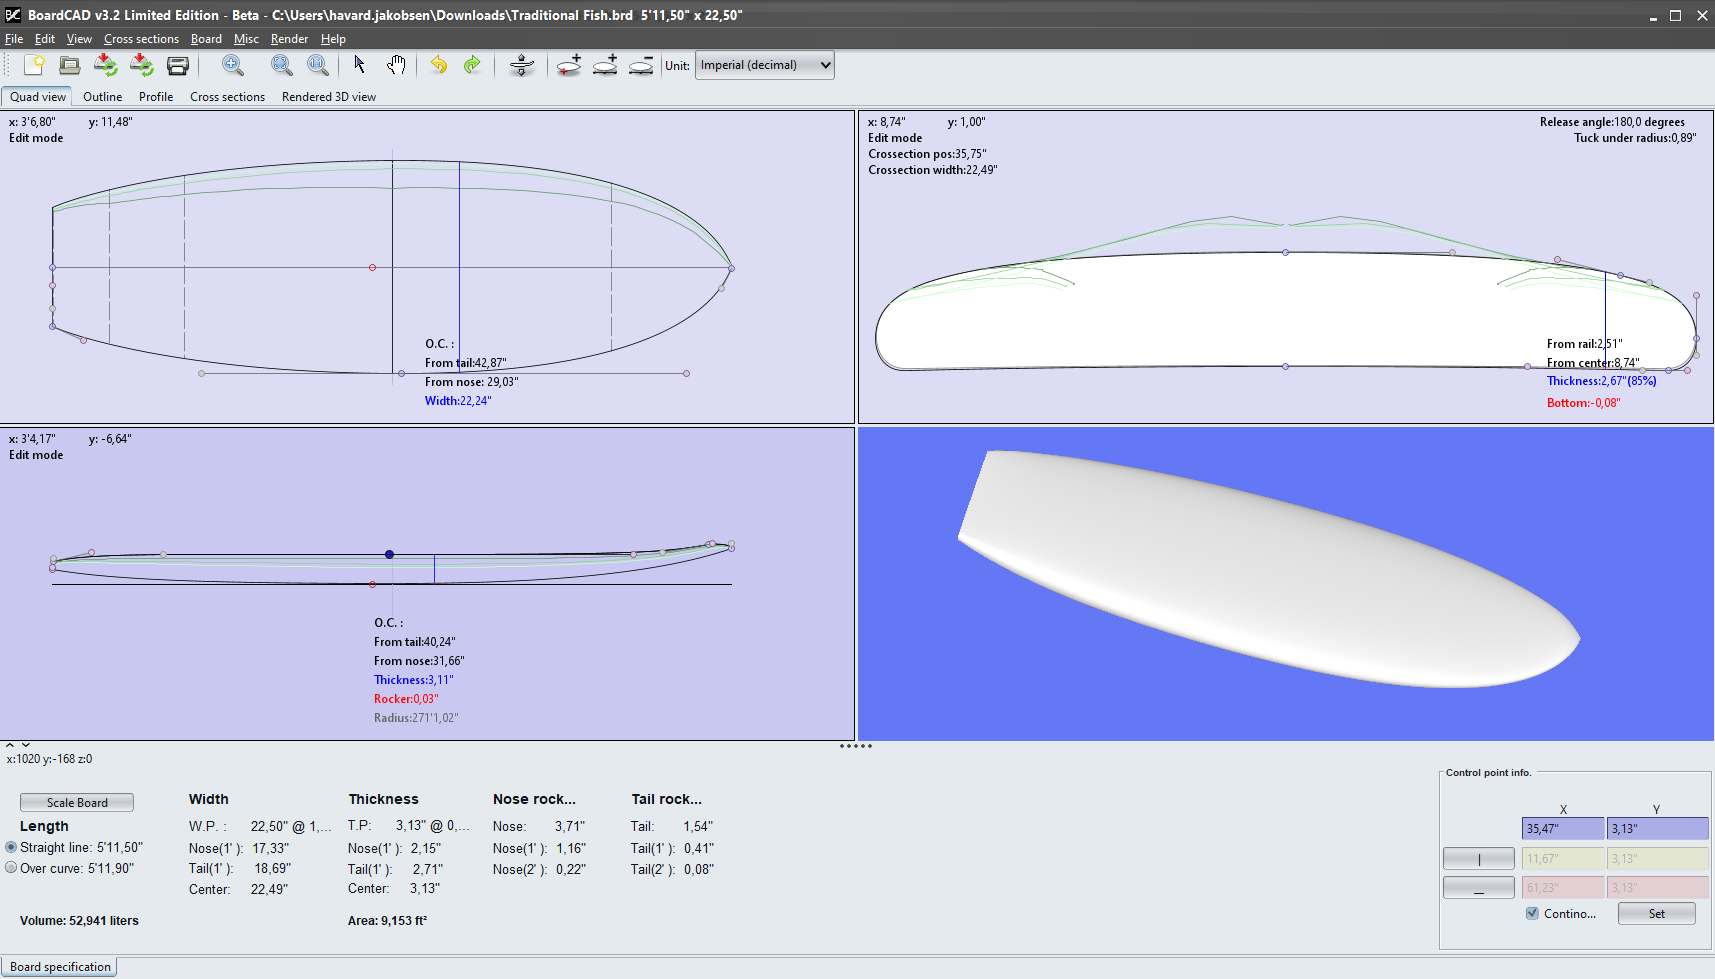 BoardCAD v3.2 Limited Edition - Beta - C:\Users\havard.jakobsen\Downloads\Traditional Fish.brd 5'11,50" x 22,50"
File Edit View Cross sections Board Misc Render Help
Unit: Imperial (decimal)
Quad view Outline Profile Cross sections Rendered 3D view
x: 3'6,80" y: 11,48"
Edit mode
O.C. :
From tail:42,87"
From nose: 29,03"
Width:22,24"
x: 8,74" y: 1,00"
Edit mode
Crossection pos:35,75"
Crossection width:22,49"
Release angle:180,0 degrees
Tuck under radius:0,89"
From rail:2,51"
From center:8,74"
Thickness:2,67"(85%)
Bottom:-0,08"
x: 3'4,17" y: -6,64"
Edit mode
O.C. :
From tail:40,24"
From nose:31,66"
Thickness:3,11"
Rocker:0,03"
Radius:271'1,02"
x:1020 y:-168 z:0
Scale Board
Length
Straight line: 5'11,50"
Over curve: 5'11,90"
Volume: 52,941 liters
Width
W.P. : 22,50" @ 1,...
Nose(1' ): 17,33"
Tail(1' ): 18,69"
Center: 22,49"
Thickness
T.P: 3,13" @ 0,...
Nose(1' ): 2,15"
Tail(1' ): 2,71"
Center: 3,13"
Area: 9,153 ft²
Nose rock...
Nose: 3,71"
Nose(1' ): 1,16"
Nose(2' ): 0,22"
Tail rock...
Tail: 1,54"
Tail(1' ): 0,41"
Tail(2' ): 0,08"
Control point info.
X Y
35,47" 3,13"
| 11,67" 3,13"
_ 61,23" 3,13"
Contino... Set
Board specification